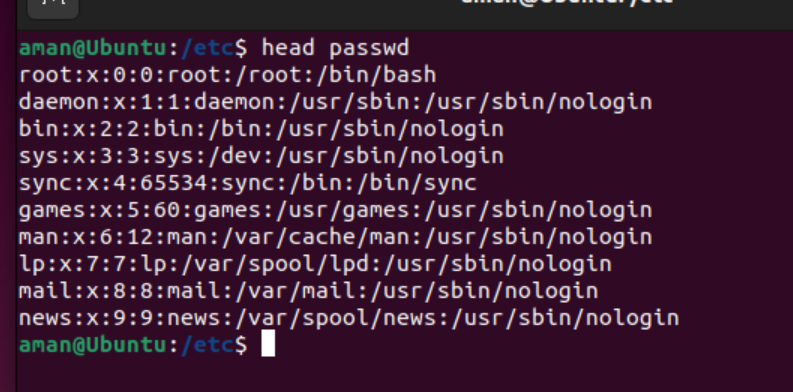 aman@Ubuntu:/etc$ head passwd
root:x:0:0:root:/root:/bin/bash
daemon:x:1:1:daemon:/usr/sbin:/usr/sbin/nologin
bin:x:2:2:bin:/bin:/usr/sbin/nologin
sys:x:3:3:sys:/dev:/usr/sbin/nologin
sync:x:4:65534:sync:/bin:/bin/sync
games:x:5:60:games:/usr/games:/usr/sbin/nologin
man:x:6:12:man:/var/cache/man:/usr/sbin/nologin
lp:x:7:7:lp:/var/spool/lpd:/usr/sbin/nologin
mail:x:8:8:mail:/var/mail:/usr/sbin/nologin
news:x:9:9:news:/var/spool/news:/usr/sbin/nologin
aman@Ubuntu:/etc$